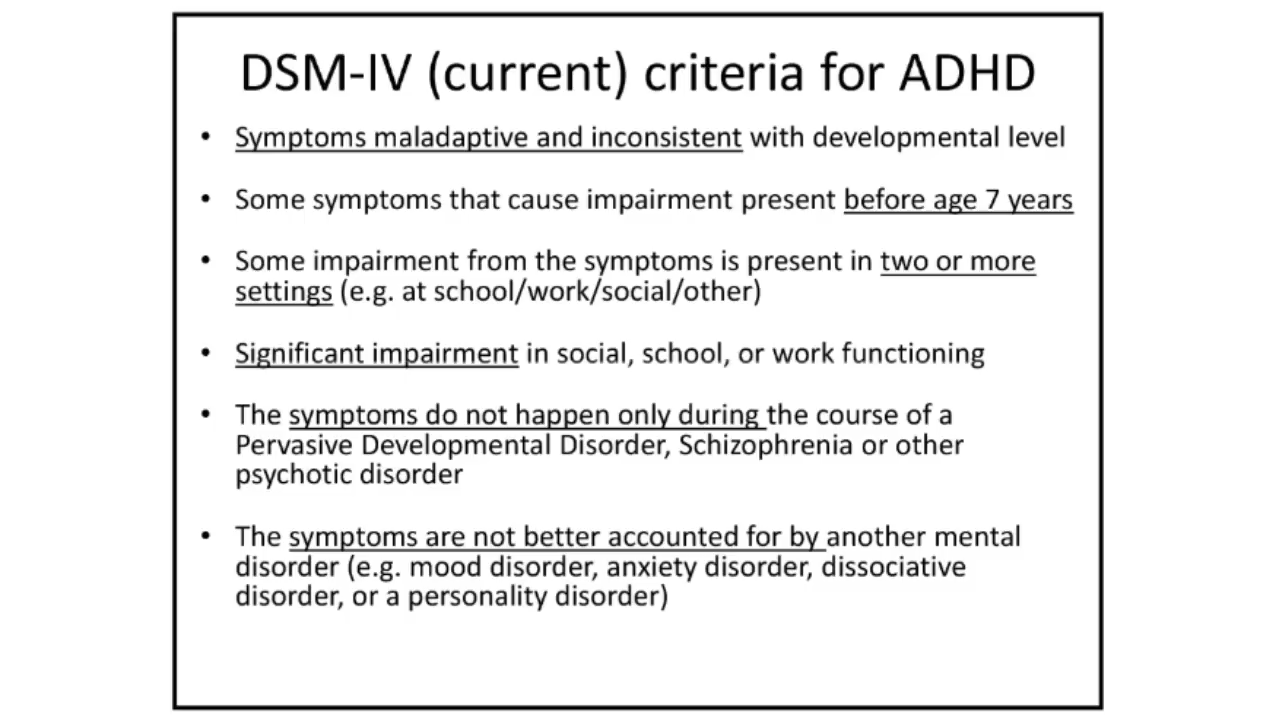 DSM-IV (current) criteria for ADHD
• Symptoms maladaptive and inconsistent with developmental level
• Some symptoms that cause impairment present before age 7 years
• Some impairment from the symptoms is present in two or more
settings (e.g. at school/work/social/other)
• Significant impairment in social, school, or work functioning
• The symptoms do not happen only during the course of a
Pervasive Developmental Disorder, Schizophrenia or other
psychotic disorder
• The symptoms are not better accounted for by another mental
disorder (e.g. mood disorder, anxiety disorder, dissociative
disorder, or a personality disorder)